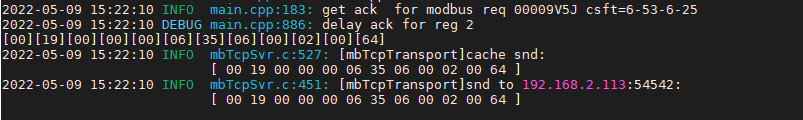 2022-05-09 15:22:10 INFO  main.cpp:183: get ack  for modbus req 00009V5J csft=6-53-6-25
2022-05-09 15:22:10 DEBUG main.cpp:886: delay ack for reg 2
[00][19][00][00][00][06][35][06][00][02][00][64]
2022-05-09 15:22:10 INFO  mbTcpSvr.c:527: [mbTcpTransport]cache snd:
[ 00 19 00 00 00 06 35 06 00 02 00 64 ]
2022-05-09 15:22:10 INFO  mbTcpSvr.c:451: [mbTcpTransport]snd to 192.168.2.113:54542:
[ 00 19 00 00 00 06 35 06 00 02 00 64 ]